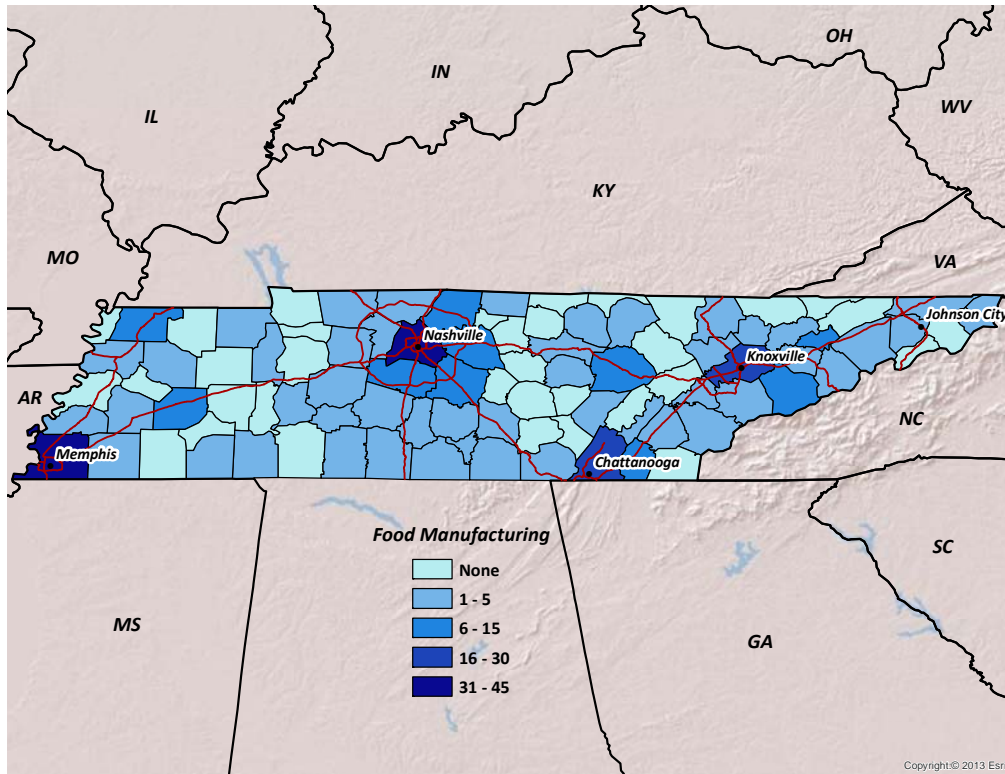 OH
IN
WV
IL
KY
MO
VA
Johnson City
Nashville
Knoxville
AR
NC
Memphis
Chattanooga
Food Manufacturing
SC
None
1 - 5
MS
6 - 15
GA
16 - 30
31 - 45
Copyright:© 2013 Esri